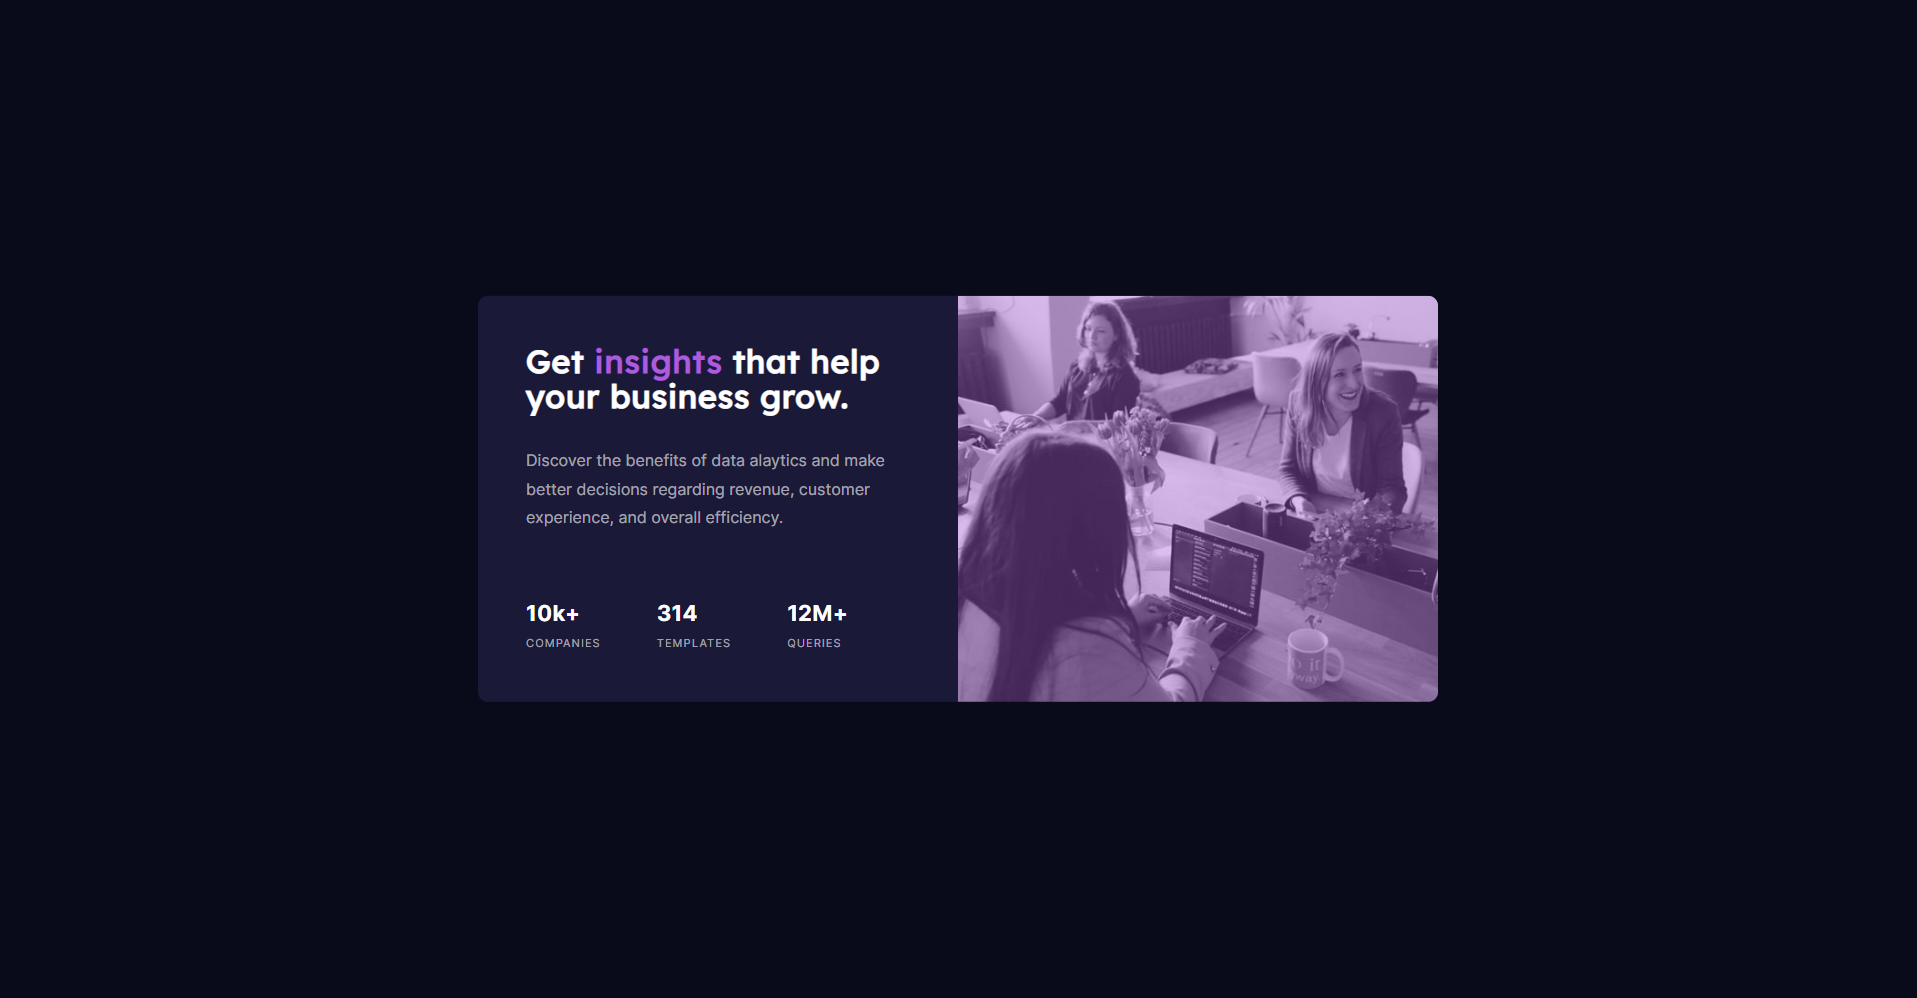 Get insights that help
your business grow.
Discover the benefits of data alaytics and make
better decisions regarding revenue, customer
experience, and overall efficiency.
10k+ 314 12M+
COMPANIES TEMPLATES QUERIES